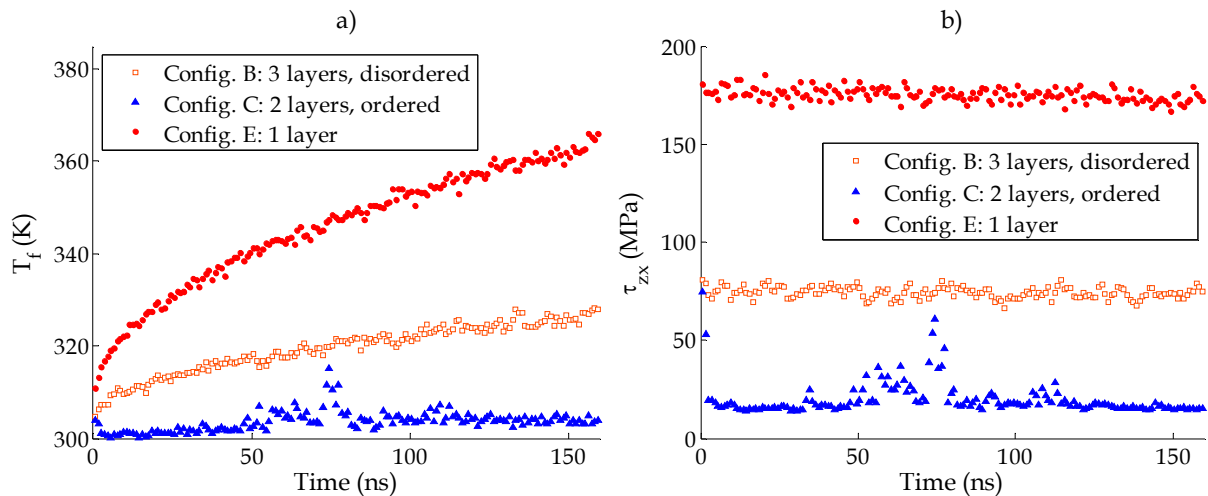 a)
380
360
340
320
300
T_f (K)
Config. B: 3 layers, disordered
Config. C: 2 layers, ordered
Config. E: 1 layer
0
50
100
150
Time (ns)
b)
200
150
100
50
0
τ_zx (MPa)
Config. B: 3 layers, disordered
Config. C: 2 layers, ordered
Config. E: 1 layer
0
50
100
150
Time (ns)